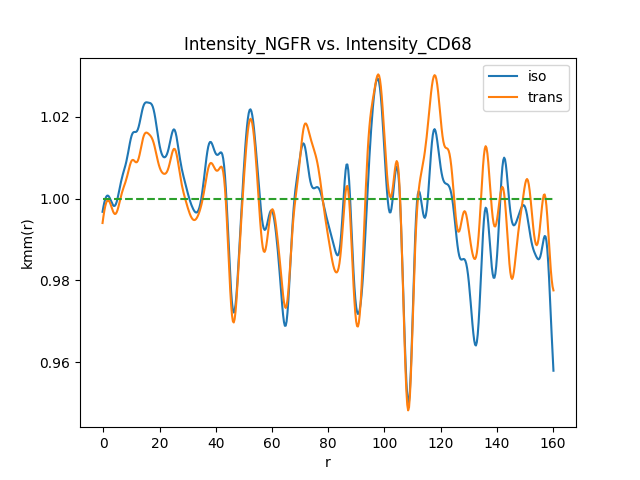 Intensity_NGFR vs. Intensity_CD68
iso
trans
1.02
1.00
0.98
0.96
kmm(r)
0 20 40 60 80 100 120 140 160
r